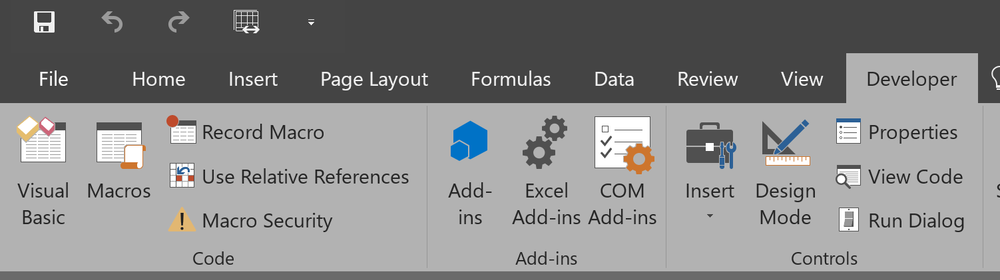 File Home Insert Page Layout Formulas Data Review View Developer
Visual
Basic
Macros
Record Macro
Use Relative References
Macro Security
Code
Add-
ins
Excel
Add-ins
COM
Add-ins
Add-ins
Insert
Design
Mode
Properties
View Code
Run Dialog
Controls